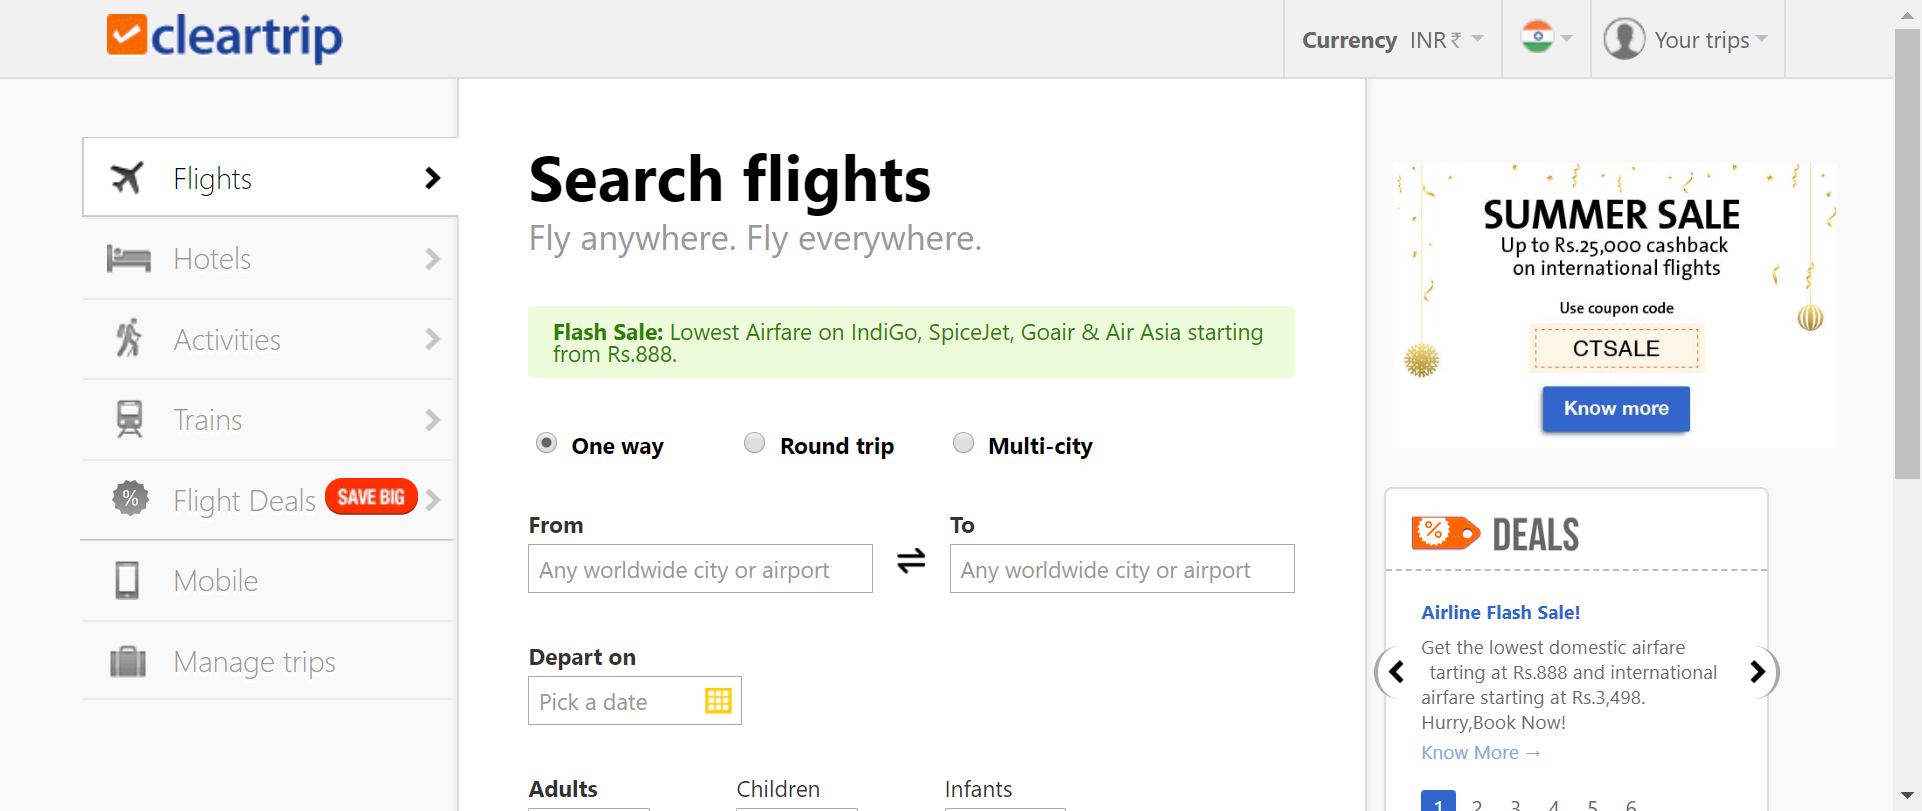 cleartrip
Currency INR₹
Your trips
Flights
Hotels
Activities
Trains
Flight Deals SAVE BIG
Mobile
Manage trips
Search flights
Fly anywhere. Fly everywhere.
Flash Sale: Lowest Airfare on IndiGo, SpiceJet, Goair & Air Asia starting
from Rs.888.
One way Round trip Multi-city
From To
Any worldwide city or airport Any worldwide city or airport
Depart on
Pick a date
Adults Children Infants
SUMMER SALE
Up to Rs.25,000 cashback
on international flights
Use coupon code
CTSALE
Know more
% DEALS
Airline Flash Sale!
Get the lowest domestic airfare
tarting at Rs.888 and international
airfare starting at Rs.3,498.
Hurry,Book Now!
Know More →
1 2 3 4 5 6